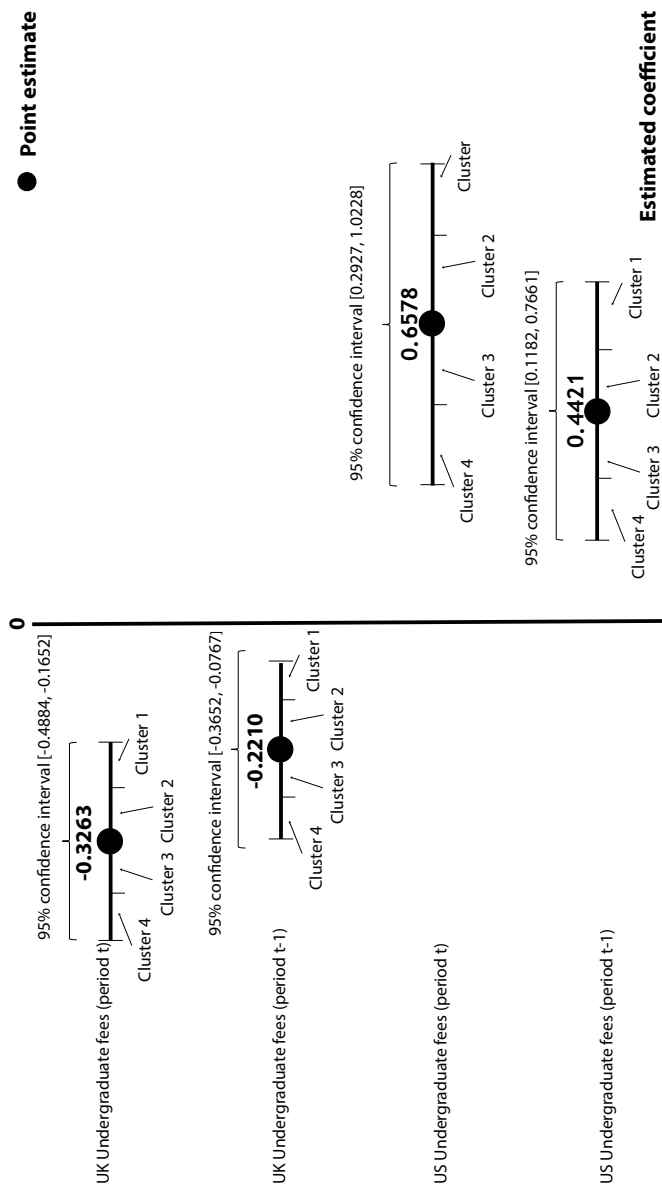 Point estimate
0
UK Undergraduate fees (period t)
95% confidence interval [-0.4884, -0.1652]
-0.3263
Cluster 4
Cluster 3
Cluster 2
Cluster 1
UK Undergraduate fees (period t-1)
95% confidence interval [-0.3652, -0.0767]
-0.2210
Cluster 4
Cluster 3
Cluster 2
Cluster 1
US Undergraduate fees (period t)
95% confidence interval [0.2927, 1.0228]
0.6578
Cluster 4
Cluster 3
Cluster 2
Cluster
US Undergraduate fees (period t-1)
95% confidence interval [0.1182, 0.7661]
0.4421
Cluster 4
Cluster 3
Cluster 2
Cluster 1
Estimated coefficient